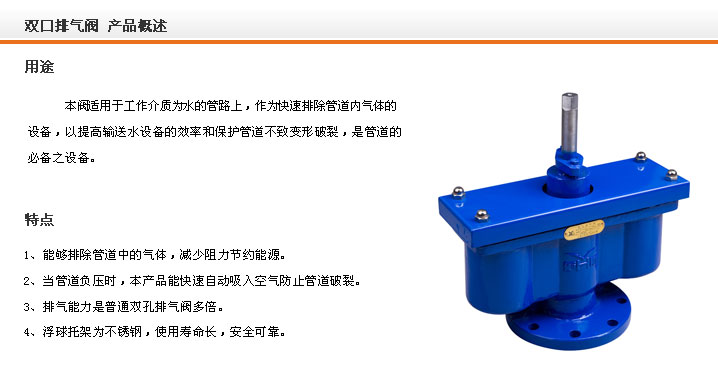 双口排气阀 产品概述
用途
本阀适用于工作介质为水的管路上，作为快速排除管道内气体的
设备，以提高输送水设备的效率和保护管道不致变形破裂，是管道的
必备之设备。
特点
1、能够排除管道中的气体，减少阻力节约能源。
2、当管道负压时，本产品能快速自动吸入空气防止管道破裂。
3、排气能力是普通双孔排气阀多倍。
4、浮球托架为不锈钢，使用寿命长，安全可靠。